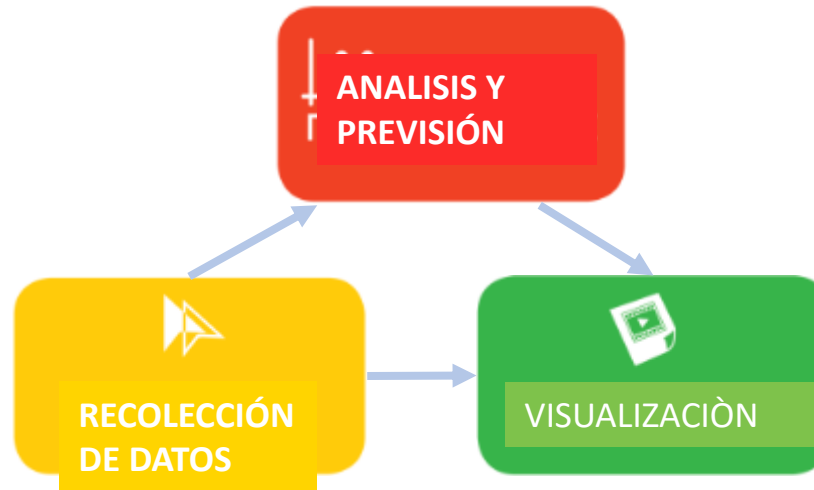 ANALISIS Y
PREVISIÓN
RECOLECCIÓN
DE DATOS
VISUALIZACIÒN